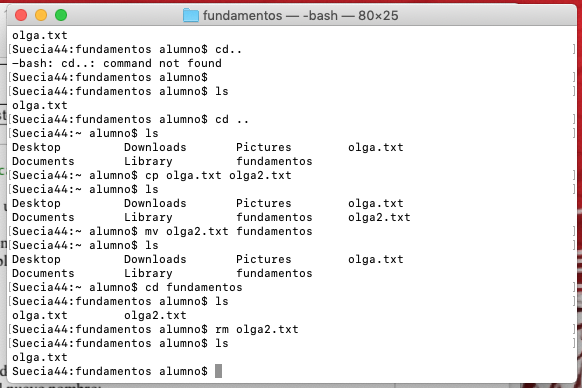 fundamentos — -bash — 80×25
olga.txt
[Suecia44:fundamentos alumno$ cd.. ]
-bash: cd..: command not found
[Suecia44:fundamentos alumno$ ]
[Suecia44:fundamentos alumno$ ls ]
olga.txt
[Suecia44:fundamentos alumno$ cd .. ]
[Suecia44:~ alumno$ ls ]
Desktop Downloads Pictures olga.txt
Documents Library fundamentos
[Suecia44:~ alumno$ cp olga.txt olga2.txt ]
[Suecia44:~ alumno$ ls ]
Desktop Downloads Pictures olga.txt
Documents Library fundamentos olga2.txt
[Suecia44:~ alumno$ mv olga2.txt fundamentos ]
[Suecia44:~ alumno$ ls ]
Desktop Downloads Pictures olga.txt
Documents Library fundamentos
[Suecia44:~ alumno$ cd fundamentos ]
[Suecia44:fundamentos alumno$ ls ]
olga.txt olga2.txt
[Suecia44:fundamentos alumno$ rm olga2.txt ]
[Suecia44:fundamentos alumno$ ls ]
olga.txt
Suecia44:fundamentos alumno$